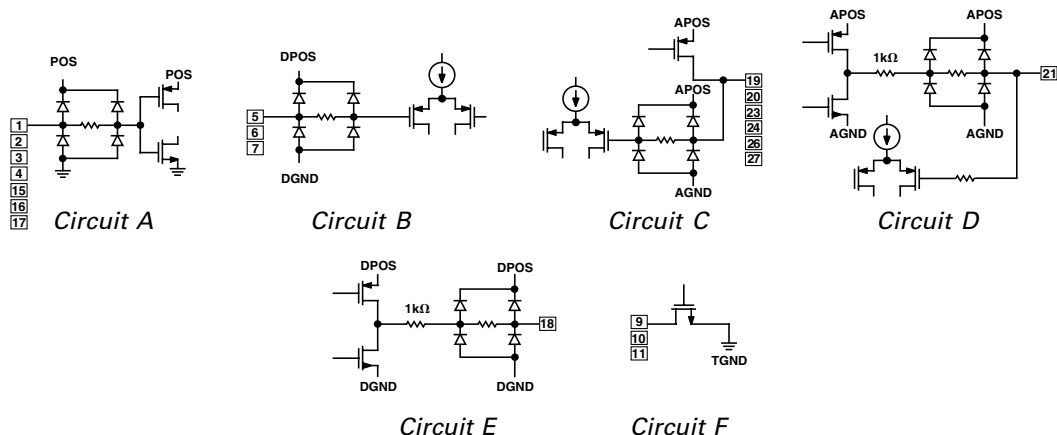 POS
POS
1
2
3
4
15
16
17
Circuit A
DPOS
5
6
7
DGND
Circuit B
APOS
APOS
19
20
23
24
26
27
AGND
Circuit C
APOS
APOS
1kΩ
21
AGND
AGND
Circuit D
DPOS
DPOS
1kΩ
18
DGND
DGND
Circuit E
9
10
11
TGND
Circuit F